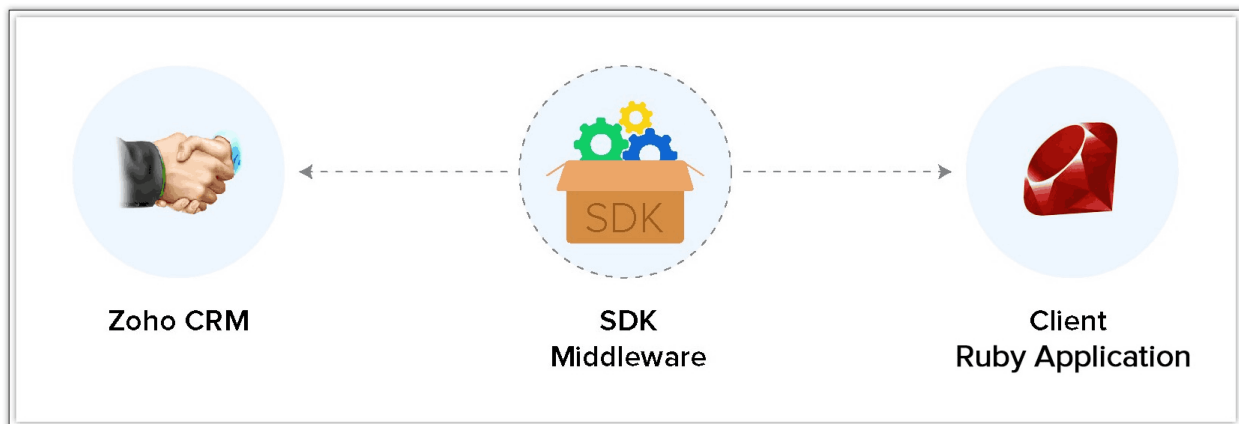 SDK
Zoho CRM
SDK
Middleware
Client
Ruby Application